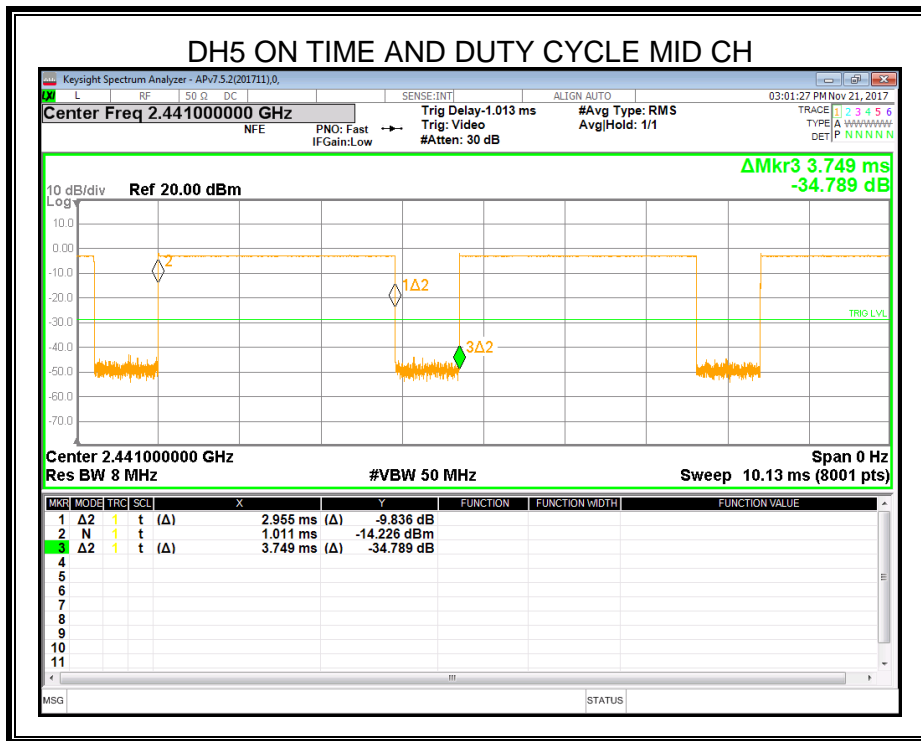 DH5 ON TIME AND DUTY CYCLE MID CH
Keysight Spectrum Analyzer - APv7.5.2(201711),0,
LXI L RF 50 Ω DC SENSE:INT ALIGN AUTO 03:01:27 PM Nov 21, 2017
Center Freq 2.441000000 GHz
NFE
PNO: Fast
IFGain:Low
Trig Delay-1.013 ms
Trig: Video
#Atten: 30 dB
#Avg Type: RMS
Avg|Hold: 1/1
TRACE 1 2 3 4 5 6
TYPE A WWWWW
DET P N N N N N
ΔMkr3 3.749 ms
-34.789 dB
10 dB/div Ref 20.00 dBm
Log
10.0
0.00
-10.0
-20.0
-30.0
-40.0
-50.0
-60.0
-70.0
2
1Δ2
3Δ2
TRIG LVL
Center 2.441000000 GHz Span 0 Hz
Res BW 8 MHz #VBW 50 MHz Sweep 10.13 ms (8001 pts)
MKR MODE TRC SCL X Y FUNCTION FUNCTION WIDTH FUNCTION VALUE
1 Δ2 1 t (Δ) 2.955 ms (Δ) -9.836 dB
2 N 1 t 1.011 ms -14.226 dBm
3 Δ2 1 t (Δ) 3.749 ms (Δ) -34.789 dB
4
5
6
7
8
9
10
11
MSG STATUS